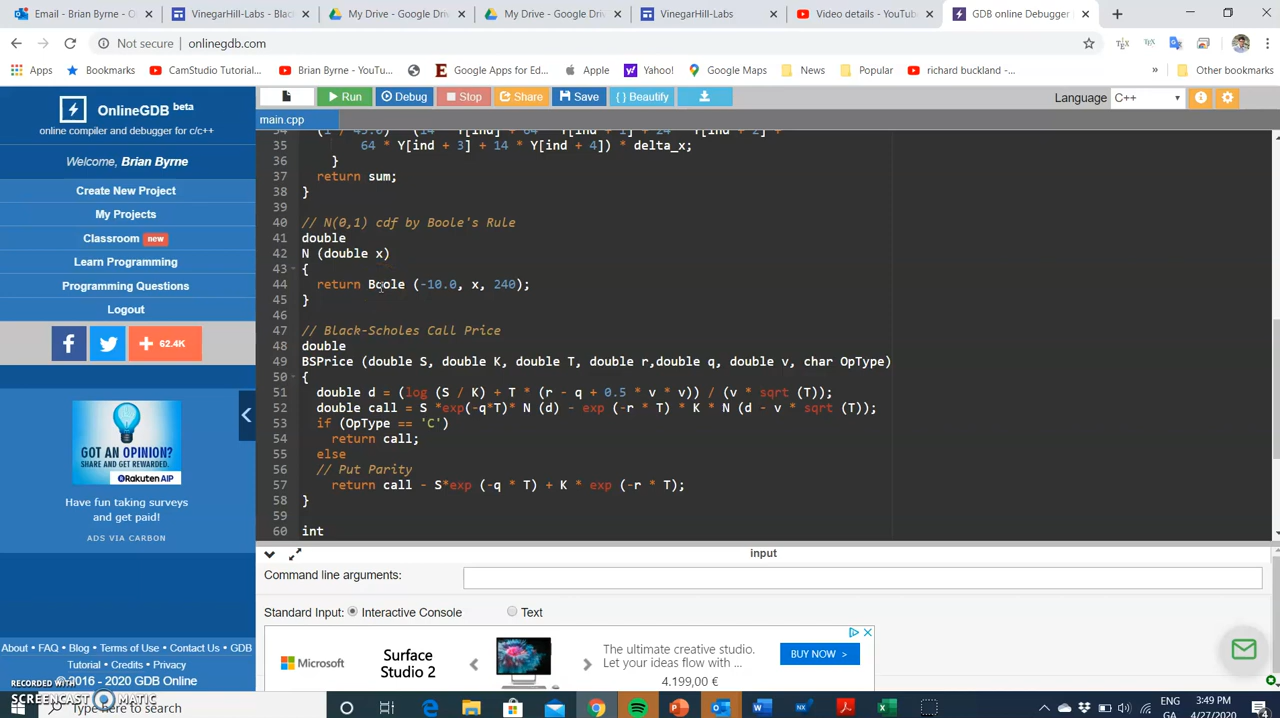 Email - Brian Byrne - O
VinegarHill-Labs - Blac
My Drive - Google Driv
My Drive - Google Driv
VinegarHill-Labs
Video details - YouTub
GDB online Debugger
Not secure | onlinegdb.com
Apps Bookmarks CamStudio Tutorial... Brian Byrne - YouTu... Google Apps for Ed... Apple Yahoo! Google Maps News Popular richard buckland -... » Other bookmarks
OnlineGDB beta
online compiler and debugger for c/c++
Welcome, Brian Byrne
Create New Project
My Projects
Classroom new
Learn Programming
Programming Questions
Logout
62.4K
GOT AN OPINION?
SHARE AND GET REWARDED.
Rakuten AIP
Have fun taking surveys
and get paid!
ADS VIA CARBON
About • FAQ • Blog • Terms of Use • Contact Us • GDB
Tutorial • Credits • Privacy
© 2016 - 2020 GDB Online
Run Debug Stop Share Save { } Beautify Language C++
main.cpp
35 64 * Y[ind + 3] + 14 * Y[ind + 4]) * delta_x;
36 }
37 return sum;
38 }
39
40 // N(0,1) cdf by Boole's Rule
41 double
42 N (double x)
43 {
44 return Boole (-10.0, x, 240);
45 }
46
47 // Black-Scholes Call Price
48 double
49 BSPrice (double S, double K, double T, double r,double q, double v, char OpType)
50 {
51 double d = (log (S / K) + T * (r - q + 0.5 * v * v)) / (v * sqrt (T));
52 double call = S *exp(-q*T)* N (d) - exp (-r * T) * K * N (d - v * sqrt (T));
53 if (OpType == 'C')
54 return call;
55 else
56 // Put Parity
57 return call - S*exp (-q * T) + K * exp (-r * T);
58 }
59
60 int
input
Command line arguments:
Standard Input: Interactive Console Text
Microsoft
Surface
Studio 2
The ultimate creative studio.
Let your ideas flow with ...
4.199,00 €
BUY NOW >
RECORDED WITH
SCREENCAST MATIC
Type here to search
ENG
GA
3:49 PM
4/27/2020
4